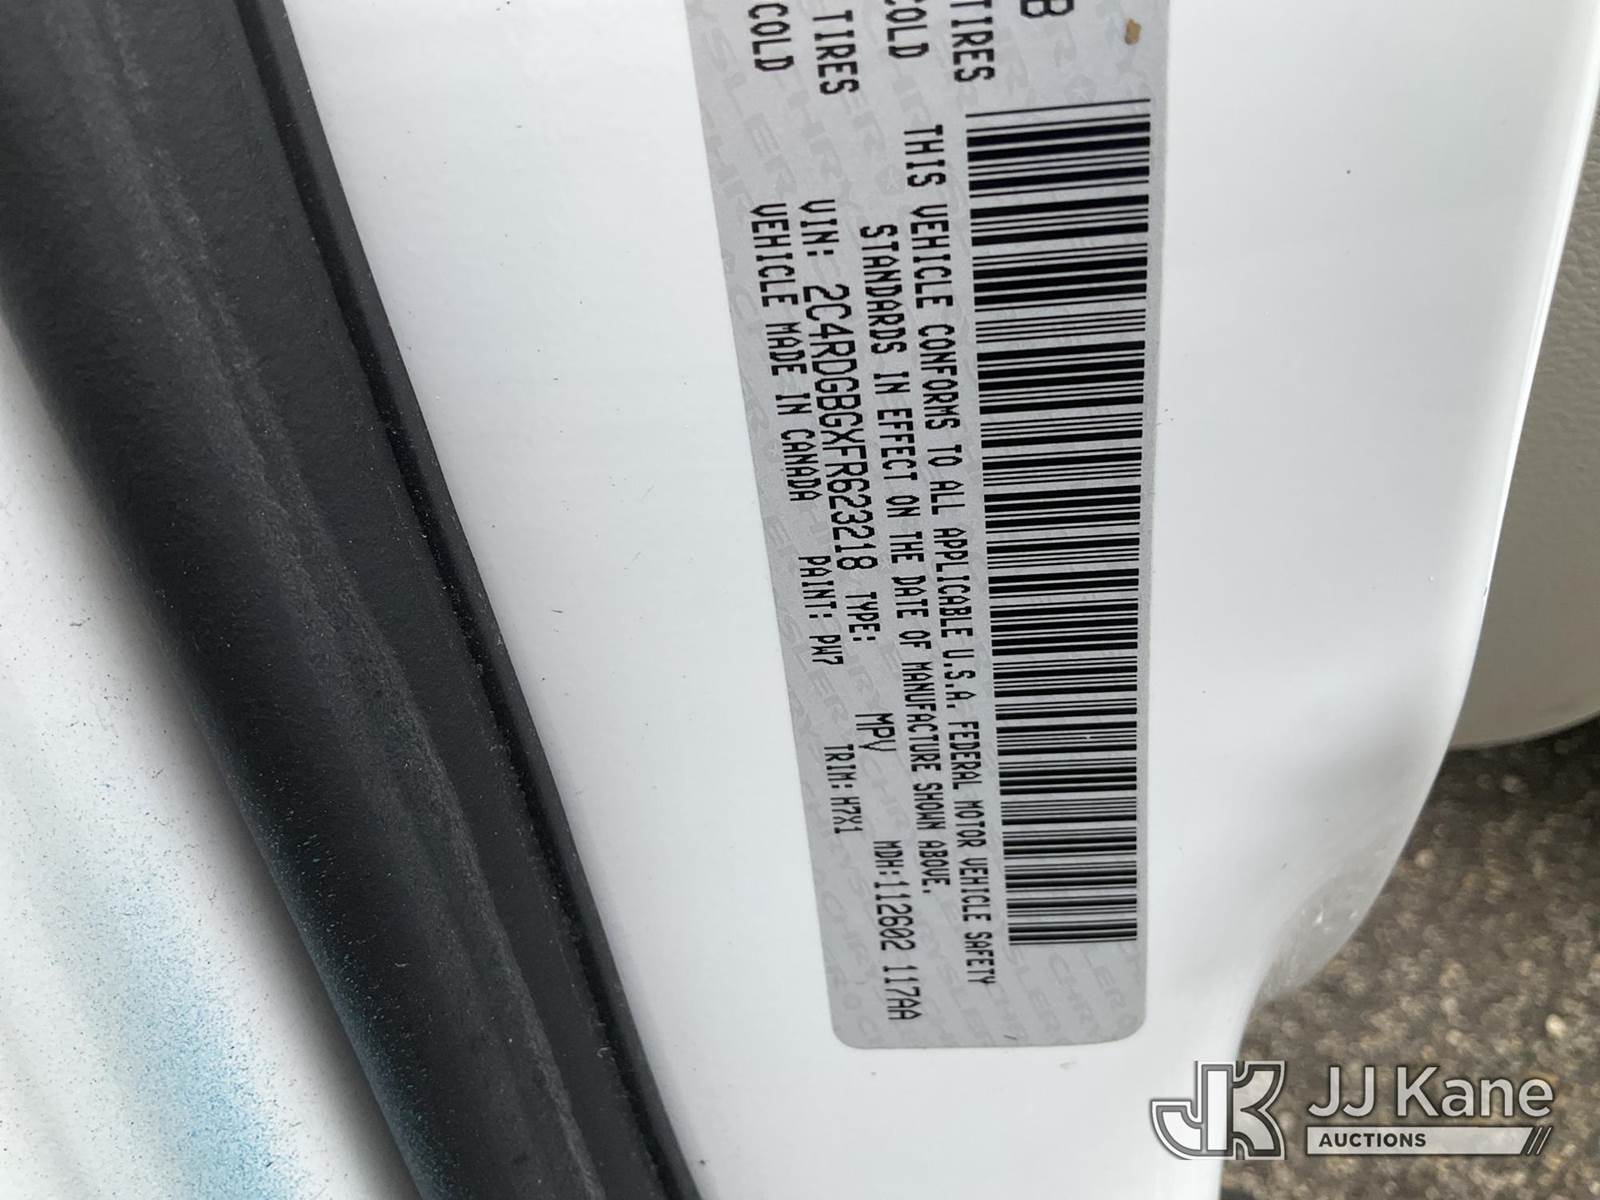 B
TIRES
COLD
TIRES
COLD
THIS VEHICLE CONFORMS TO ALL APPLICABLE U.S.A. FEDERAL MOTOR VEHICLE SAFETY
STANDARDS IN EFFECT ON THE DATE OF MANUFACTURE SHOWN ABOVE.
VIN: 2C4RDGBGXFR623218 TYPE: MPV MDH:112602 117AA
VEHICLE MADE IN CANADA PAINT: PW7 TRIM: H7X1
JK JJ Kane
AUCTIONS